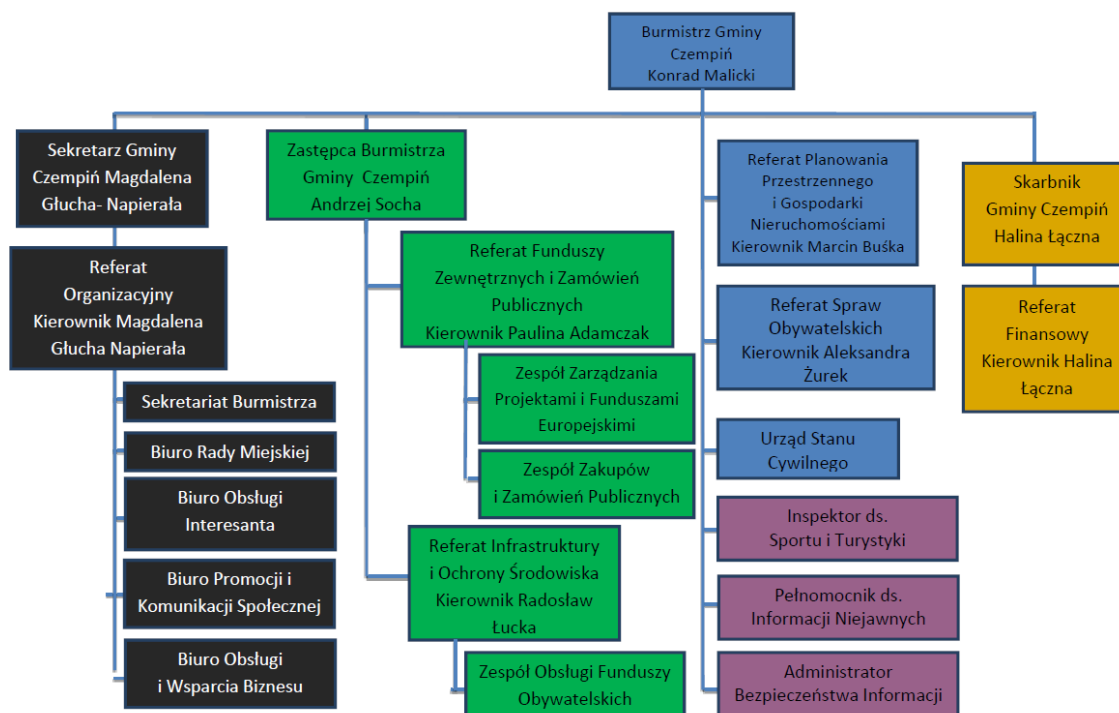 Burmistrz Gminy
Czempiń
Konrad Malicki
Sekretarz Gminy
Czempiń Magdalena
Głucha- Napierała
Referat
Organizacyjny
Kierownik Magdalena
Głucha Napierała
Sekretariat Burmistrza
Biuro Rady Miejskiej
Biuro Obsługi
Interesanta
Biuro Promocji i
Komunikacji Społecznej
Biuro Obsługi
i Wsparcia Biznesu
Zastępca Burmistrza
Gminy Czempiń
Andrzej Socha
Referat Funduszy
Zewnętrznych i Zamówień
Publicznych
Kierownik Paulina Adamczak
Zespół Zarządzania
Projektami i Funduszami
Europejskimi
Zespół Zakupów
i Zamówień Publicznych
Referat Infrastruktury
i Ochrony Środowiska
Kierownik Radosław
Łucka
Zespół Obsługi Funduszy
Obywatelskich
Referat Planowania
Przestrzennego
i Gospodarki
Nieruchomościami
Kierownik Marcin Buśka
Referat Spraw
Obywatelskich
Kierownik Aleksandra
Żurek
Urząd Stanu
Cywilnego
Inspektor ds.
Sportu i Turystyki
Pełnomocnik ds.
Informacji Niejawnych
Administrator
Bezpieczeństwa Informacji
Skarbnik
Gminy Czempiń
Halina Łączna
Referat
Finansowy
Kierownik Halina
Łączna